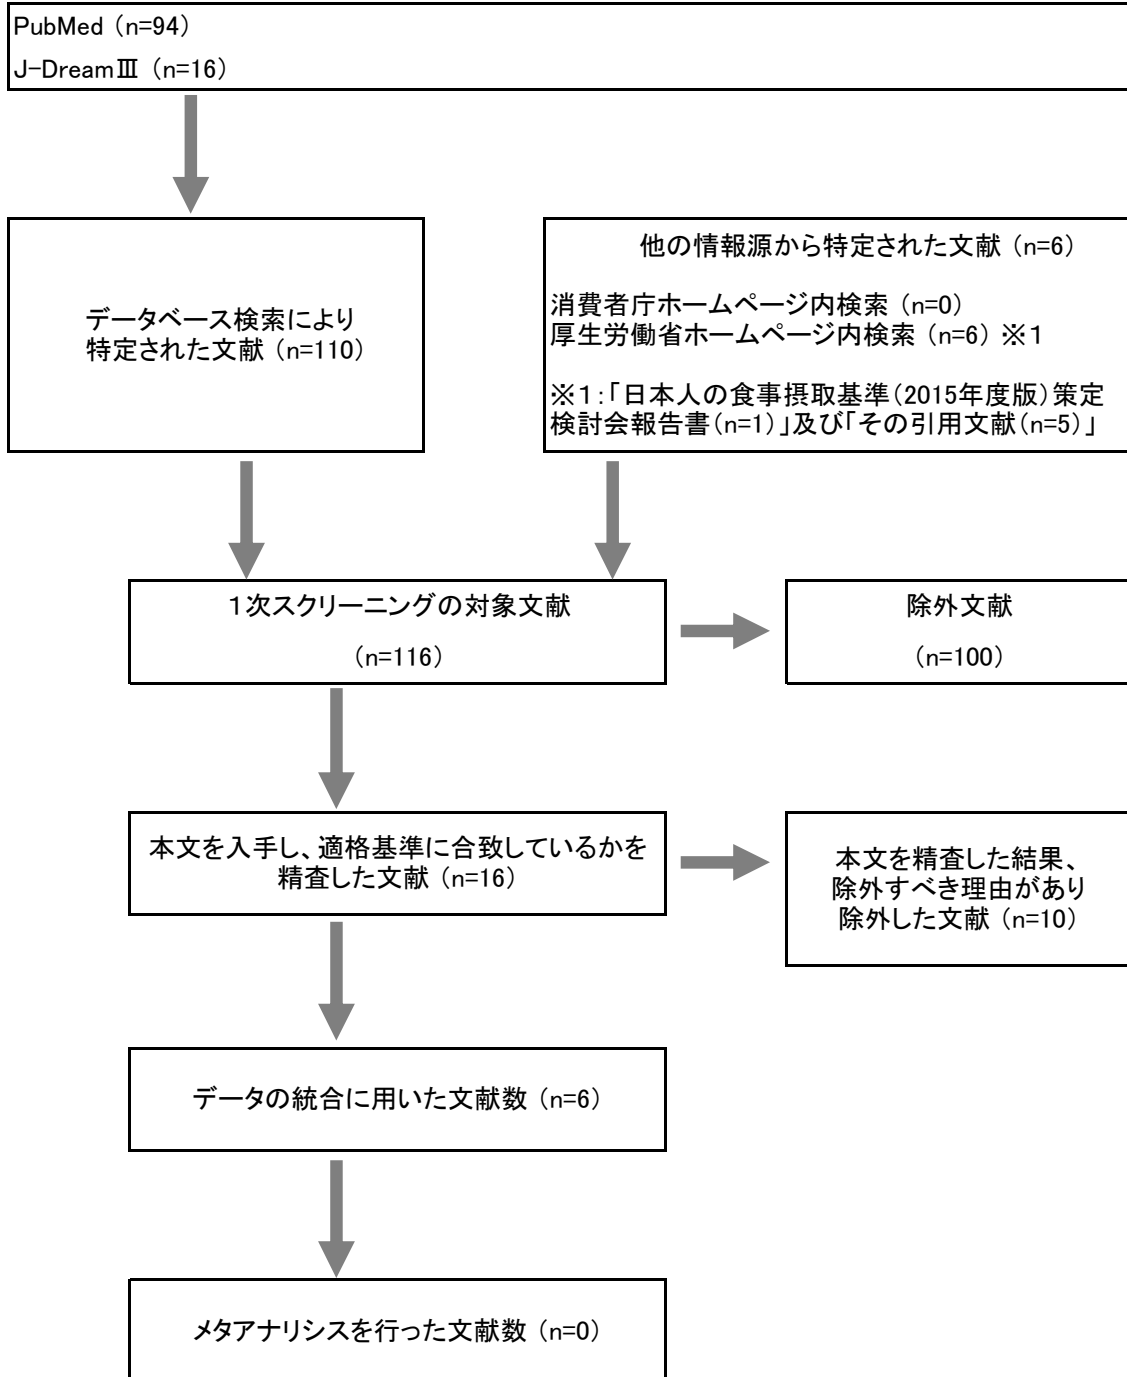 PubMed (n=94)
J-DreamⅢ (n=16)
データベース検索により
特定された文献 (n=110)
他の情報源から特定された文献 (n=6)
消費者庁ホームページ内検索 (n=0)
厚生労働省ホームページ内検索 (n=6) ※1
※1:「日本人の食事摂取基準(2015年度版)策定
検討会報告書(n=1)」及び「その引用文献(n=5)」
1次スクリーニングの対象文献
(n=116)
除外文献
(n=100)
本文を入手し、適格基準に合致しているかを
精査した文献 (n=16)
本文を精査した結果、
除外すべき理由があり
除外した文献 (n=10)
データの統合に用いた文献数 (n=6)
メタアナリシスを行った文献数 (n=0)